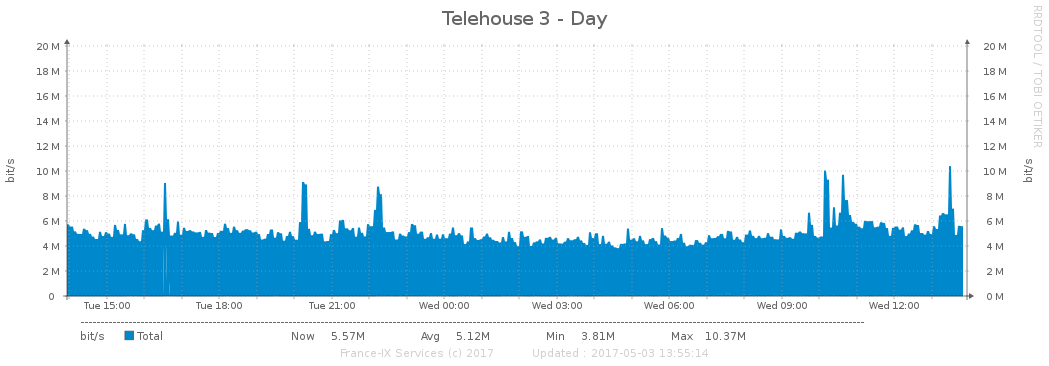 Telehouse 3 - Day
RRDTOOL / TOBI OETIKER
bit/s
20 M 20 M
18 M 18 M
16 M 16 M
14 M 14 M
12 M 12 M
10 M 10 M
8 M 8 M
6 M 6 M
4 M 4 M
2 M 2 M
0 0 M
bit/s
Tue 15:00 Tue 18:00 Tue 21:00 Wed 00:00 Wed 03:00 Wed 06:00 Wed 09:00 Wed 12:00
bit/s Total Now 5.57M Avg 5.12M Min 3.81M Max 10.37M
France-IX Services (c) 2017 Updated : 2017-05-03 13:55:14